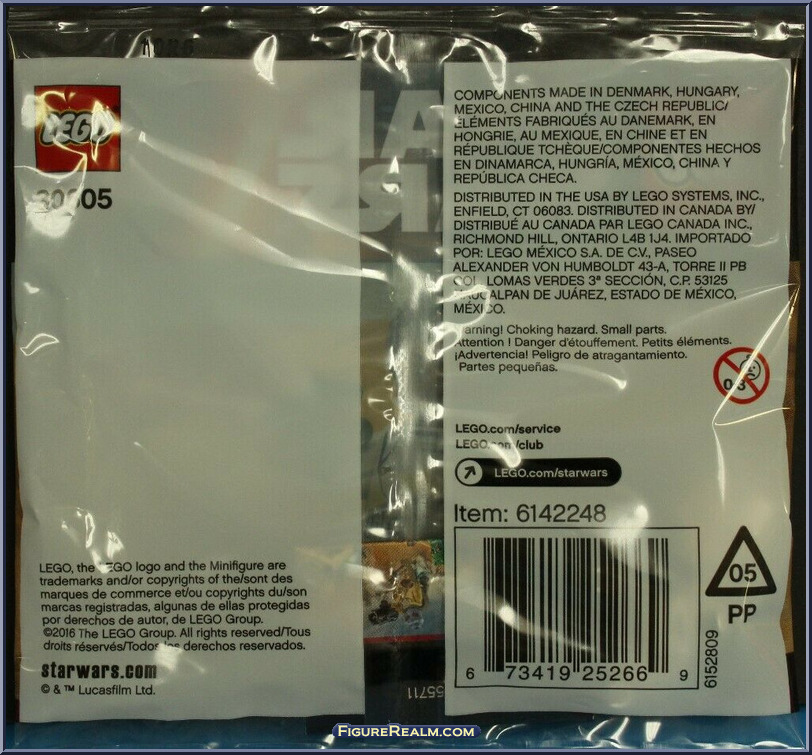 LEGO
30605
LEGO, the LEGO logo and the Minifigure are
trademarks and/or copyrights of the/sont des
marques de commerce et/ou copyrights du/son
marcas registradas, algunas de ellas protegidas
por derechos de autor, de LEGO Group.
©2016 The LEGO Group. All rights reserved/Tous
droits réservés/Todos los derechos reservados.
starwars.com
© & ™ Lucasfilm Ltd.
COMPONENTS MADE IN DENMARK, HUNGARY,
MEXICO, CHINA AND THE CZECH REPUBLIC/
ÉLÉMENTS FABRIQUÉS AU DANEMARK, EN
HONGRIE, AU MEXIQUE, EN CHINE ET EN
RÉPUBLIQUE TCHÈQUE/COMPONENTES HECHOS
EN DINAMARCA, HUNGRÍA, MÉXICO, CHINA Y
REPÚBLICA CHECA.
DISTRIBUTED IN THE USA BY LEGO SYSTEMS, INC.,
ENFIELD, CT 06083. DISTRIBUTED IN CANADA BY/
DISTRIBUÉ AU CANADA PAR LEGO CANADA INC.,
RICHMOND HILL, ONTARIO L4B 1J4. IMPORTADO
POR: LEGO MÉXICO S.A. DE C.V., PASEO
ALEXANDER VON HUMBOLDT 43-A, TORRE II PB
COL. LOMAS VERDES 3ª SECCIÓN, C.P. 53125
NAUCALPAN DE JUÁREZ, ESTADO DE MÉXICO,
MÉXICO.
Warning! Choking hazard. Small parts.
Attention ! Danger d'étouffement. Petits éléments.
¡Advertencia! Peligro de atragantamiento.
Partes pequeñas.
0-3
LEGO.com/service
LEGO.com/club
LEGO.com/starwars
Item: 6142248
6 73419 25266 9
6152809
05
PP
FigureRealm.com